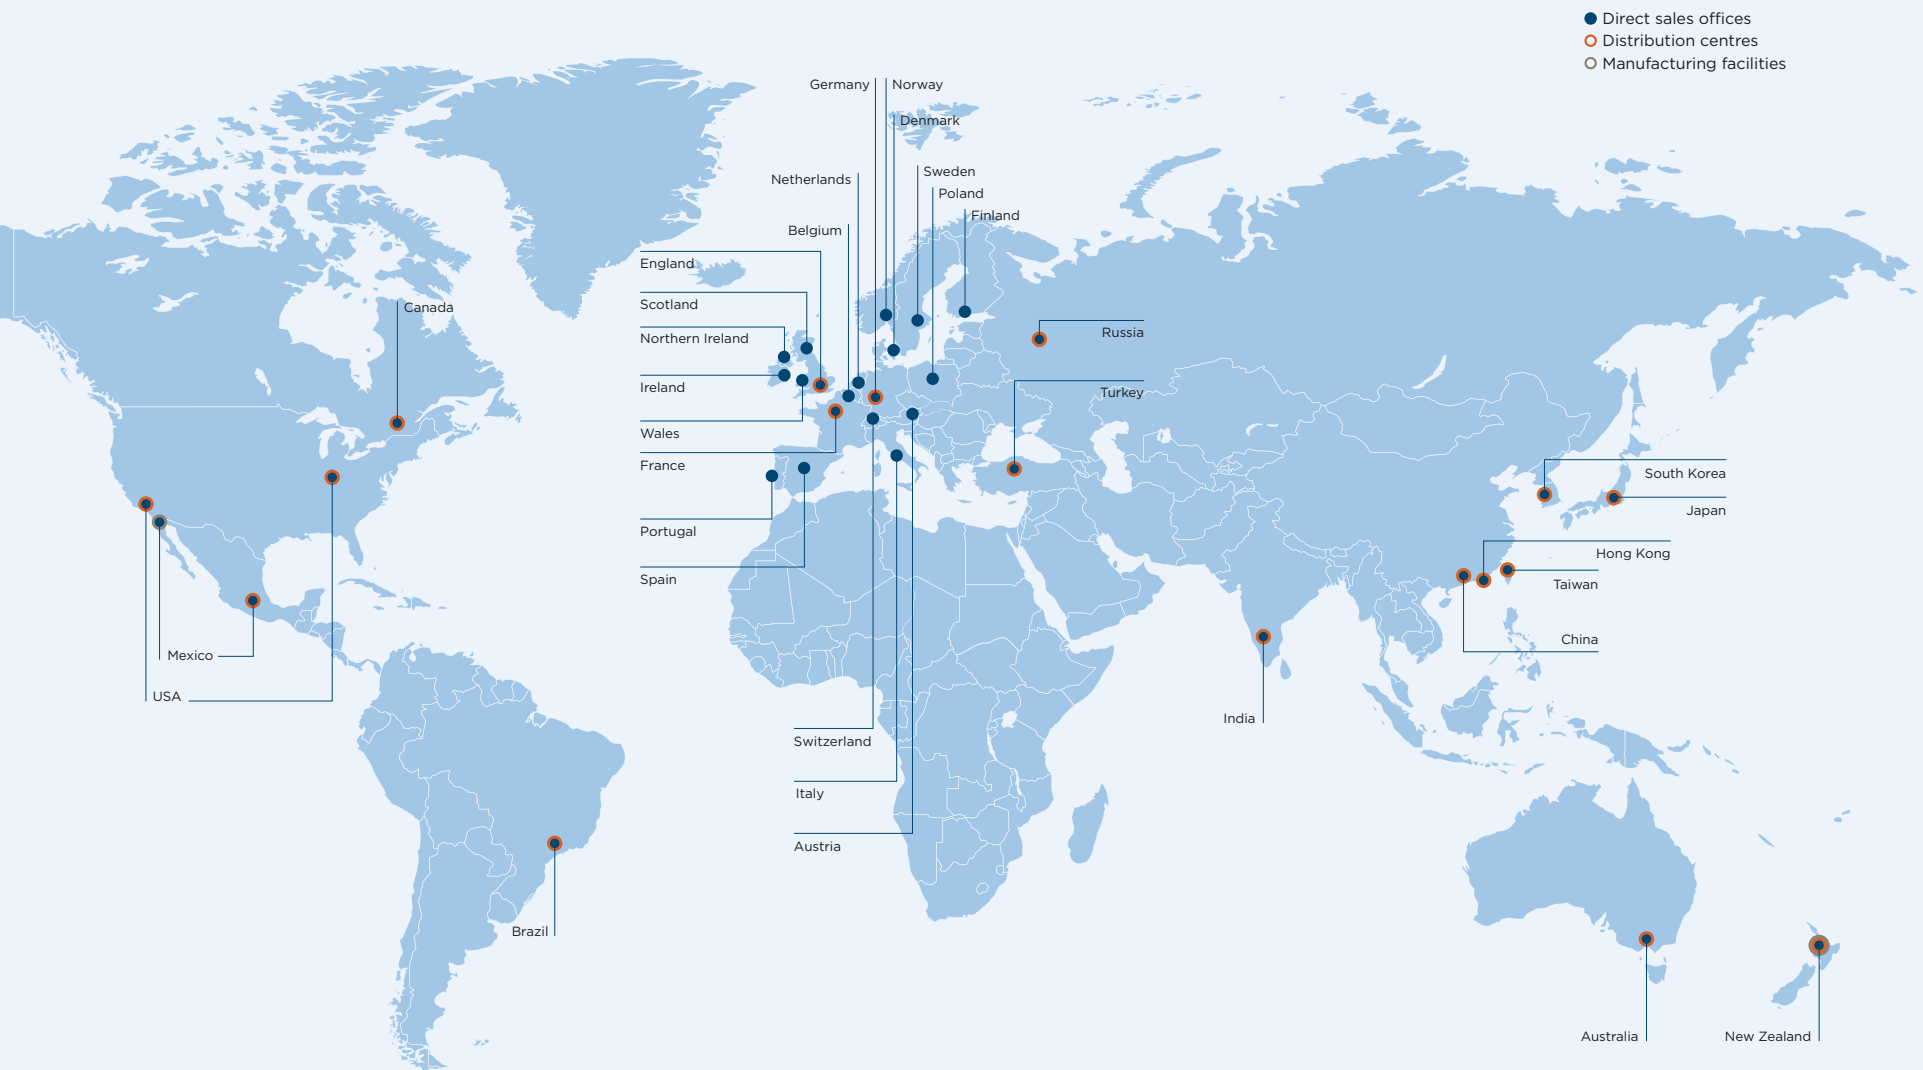 Direct sales offices
Distribution centres
Manufacturing facilities
Germany
Norway
Denmark
Sweden
Netherlands
Poland
Finland
Belgium
England
Scotland
Canada
Northern Ireland
Russia
Ireland
Turkey
Wales
France
South Korea
Japan
Portugal
Hong Kong
Spain
Taiwan
China
Mexico
USA
India
Switzerland
Italy
Austria
Brazil
Australia
New Zealand